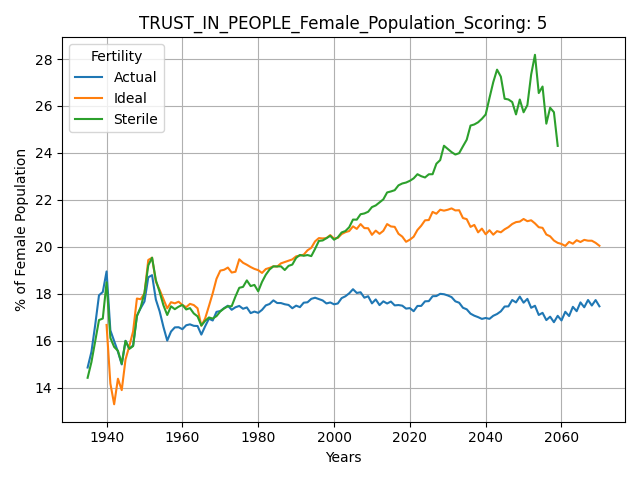 TRUST_IN_PEOPLE_Female_Population_Scoring: 5
Fertility
Actual
Ideal
Sterile
% of Female Population
28
26
24
22
20
18
16
14
1940 1960 1980 2000 2020 2040 2060
Years